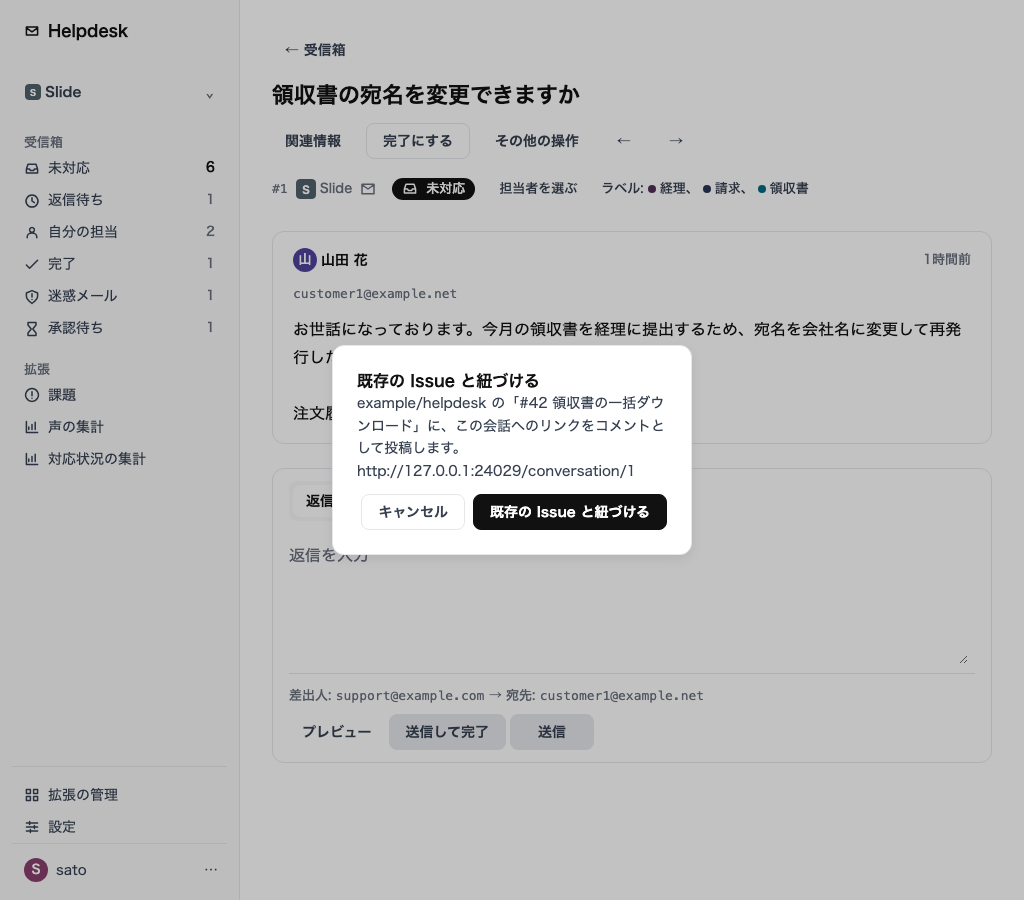 Helpdesk
S Slide
受信箱
未対応 6
返信待ち 1
自分の担当 2
完了 1
迷惑メール 1
承認待ち 1
拡張
課題
声の集計
対応状況の集計
拡張の管理
設定
S sato ...
← 受信箱
領収書の宛名を変更できますか
関連情報 完了にする その他の操作 ← →
#1 S Slide 未対応 担当者を選ぶ ラベル: 経理、 請求、 領収書
山 山田 花 1時間前
customer1@example.net
お世話になっております。今月の領収書を経理に提出するため、宛名を会社名に変更して再発
行し
注文
既存の Issue と紐づける
example/helpdesk の「#42 領収書の一括ダウ
ンロード」に、この会話へのリンクをコメントと
して投稿します。
http://127.0.0.1:24029/conversation/1
キャンセル 既存の Issue と紐づける
返信
返信を入力
差出人: support@example.com → 宛先: customer1@example.net
プレビュー 送信して完了 送信